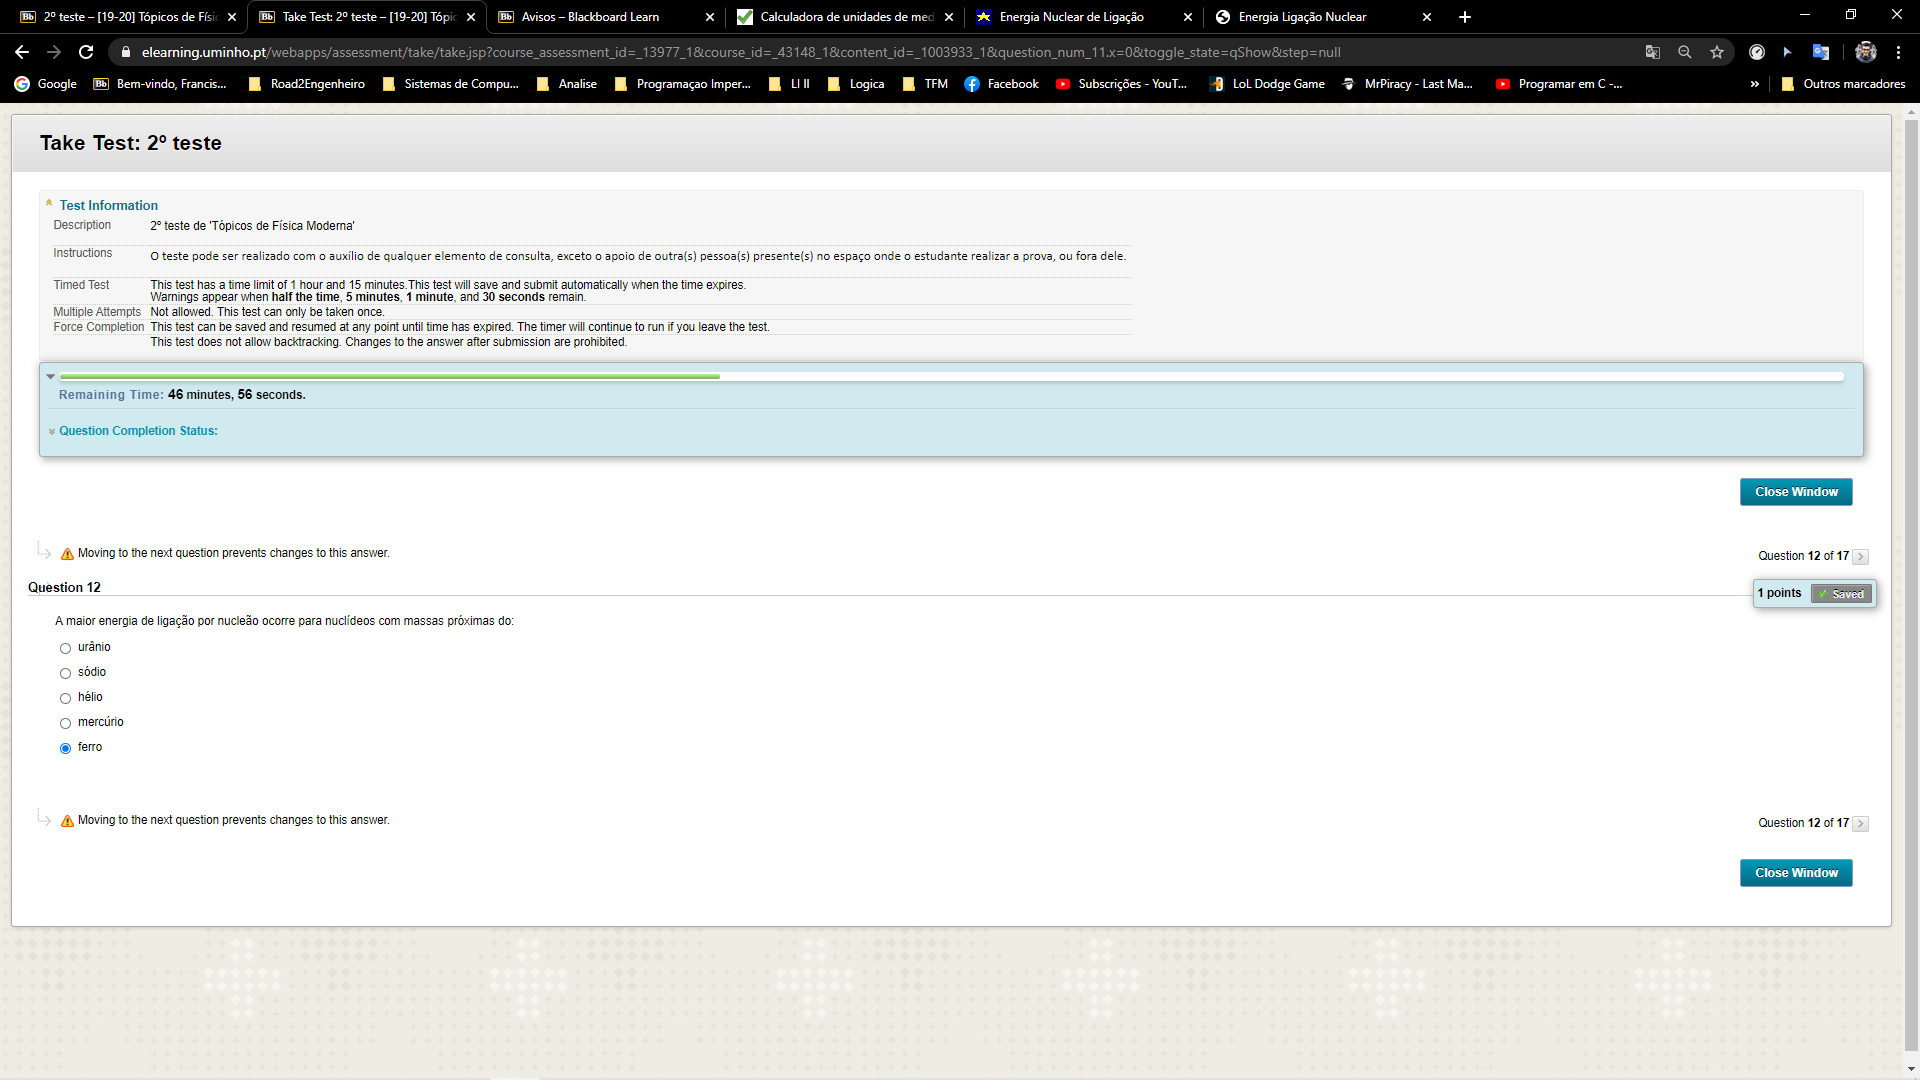 2º teste – [19-20] Tópicos de Físi
Take Test: 2º teste – [19-20] Tópic
Avisos – Blackboard Learn
Calculadora de unidades de med
Energia Nuclear de Ligação
Energia Ligação Nuclear
elearning.uminho.pt/webapps/assessment/take/take.jsp?course_assessment_id=_13977_1&course_id=_43148_1&content_id=_1003933_1&question_num_11.x=0&toggle_state=qShow&step=null
Google
Bb Bem-vindo, Francis...
Road2Engenheiro
Sistemas de Compu...
Analise
Programaçao Imper...
LI II
Logica
TFM
Facebook
Subscrições - YouT...
LoL Dodge Game
MrPiracy - Last Ma...
Programar em C -...
»
Outros marcadores
Take Test: 2º teste
Test Information
Description 2º teste de 'Tópicos de Física Moderna'
Instructions O teste pode ser realizado com o auxílio de qualquer elemento de consulta, exceto o apoio de outra(s) pessoa(s) presente(s) no espaço onde o estudante realizar a prova, ou fora dele.
Timed Test This test has a time limit of 1 hour and 15 minutes.This test will save and submit automatically when the time expires.
Warnings appear when half the time, 5 minutes, 1 minute, and 30 seconds remain.
Multiple Attempts Not allowed. This test can only be taken once.
Force Completion This test can be saved and resumed at any point until time has expired. The timer will continue to run if you leave the test.
This test does not allow backtracking. Changes to the answer after submission are prohibited.
Remaining Time: 46 minutes, 56 seconds.
Question Completion Status:
Close Window
Moving to the next question prevents changes to this answer.
Question 12 of 17
Question 12
1 points Saved
A maior energia de ligação por nucleão ocorre para nuclídeos com massas próximas do:
urânio
sódio
hélio
mercúrio
ferro
Moving to the next question prevents changes to this answer.
Question 12 of 17
Close Window